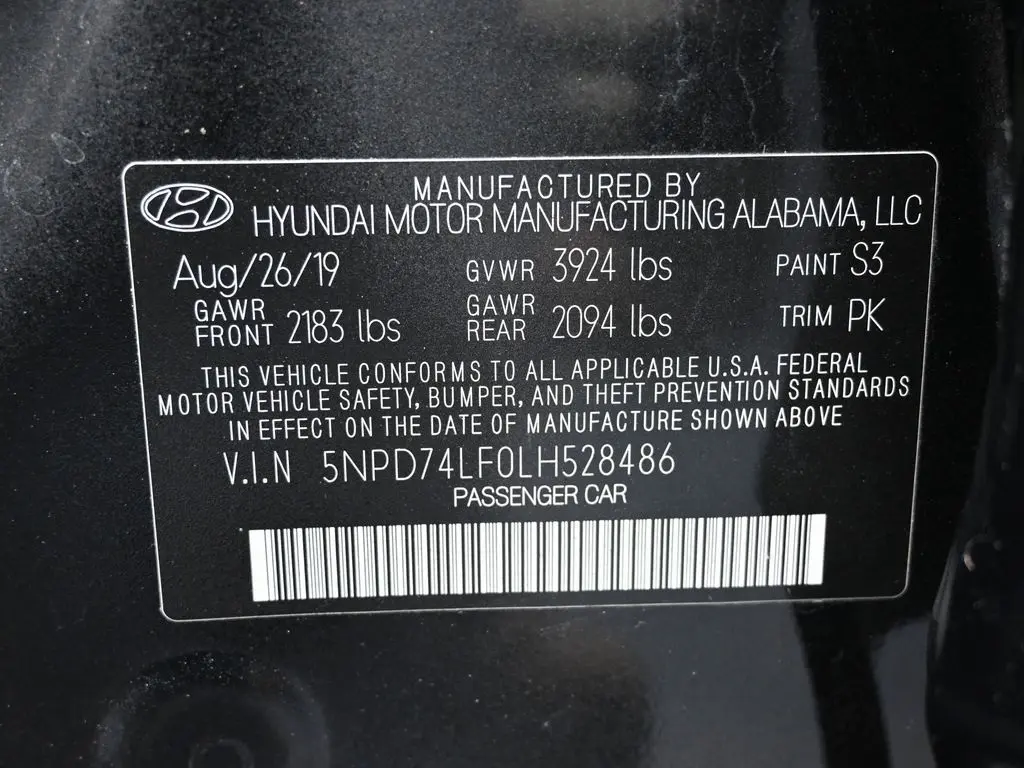 MANUFACTURED BY
HYUNDAI MOTOR MANUFACTURING ALABAMA, LLC
Aug/26/19 GVWR 3924 lbs PAINT S3
GAWR FRONT 2183 lbs GAWR REAR 2094 lbs TRIM PK
THIS VEHICLE CONFORMS TO ALL APPLICABLE U.S.A. FEDERAL
MOTOR VEHICLE SAFETY, BUMPER, AND THEFT PREVENTION STANDARDS
IN EFFECT ON THE DATE OF MANUFACTURE SHOWN ABOVE
V.I.N 5NPD74LF0LH528486
PASSENGER CAR